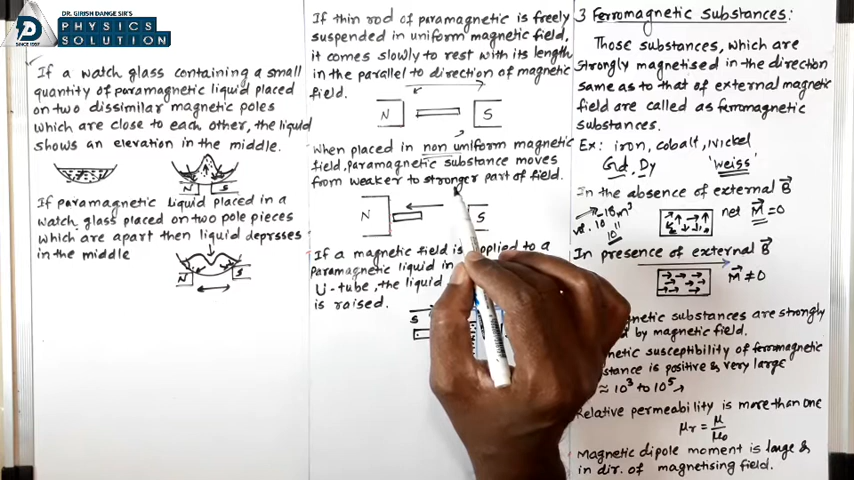 DR. GIRISH DANGE SIR'S
PHYSICS
SOLUTION
SINCE 1997
If a watch glass containing a small
quantity of paramagnetic liquid placed
on two dissimilar magnetic poles
which are close to each other, the liquid
shows an elevation in the middle.
N S
If paramagnetic liquid placed in a
watch glass placed on two pole pieces
which are apart then liquid deprsses
in the middle
N S
If thin rod of paramagnetic is freely
suspended in uniform magnetic field,
it comes slowly to rest with its length
in the parallel to direction of magnetic
field.
N S
When placed in non uniform magnetic
field, paramagnetic substance moves
from weaker to stronger part of field.
N S
If a magnetic field is applied to a
paramagnetic liquid in
U-tube, the liquid
is raised.
S
3 Ferromagnetic Substances:
Those substances, which are
strongly magnetised in the direction
same as to that of external magnetic
field are called as ferromagnetic
substances.
Ex: iron, cobalt, Nickel
Gd, Dy 'weiss'
In the absence of external B⃗
10⁻¹⁸m³ net M⃗=0
10¹¹
In presence of external B⃗
M⃗≠0
netic substances are strongly
by magnetic field.
netic susceptibility of ferromagnetic
stance is positive & very large
≈ 10³ to 10⁵
Relative permeability is more than one
μr = μ/μ₀
Magnetic dipole moment is large &
in dir. of magnetising field.